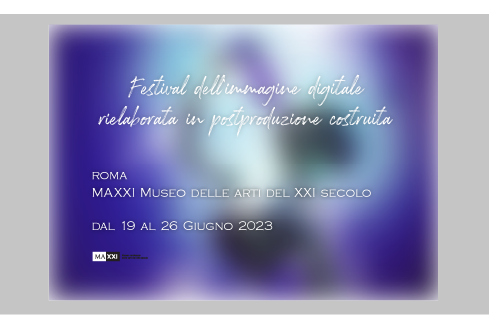 Festival dell'immagine digitale
rielaborata in postproduzione costruita
ROMA
MAXXI MUSEO DELLE ARTI DEL XXI SECOLO
DAL 19 AL 26 GIUGNO 2023
MAXXI